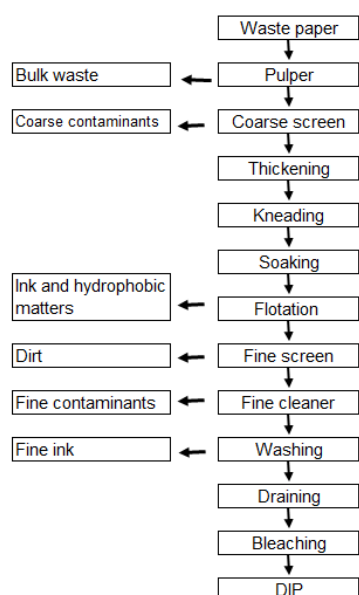 Waste paper
Bulk waste
Pulper
Coarse contaminants
Coarse screen
Thickening
Kneading
Soaking
Ink and hydrophobic
matters
Flotation
Dirt
Fine screen
Fine contaminants
Fine cleaner
Fine ink
Washing
Draining
Bleaching
DIP